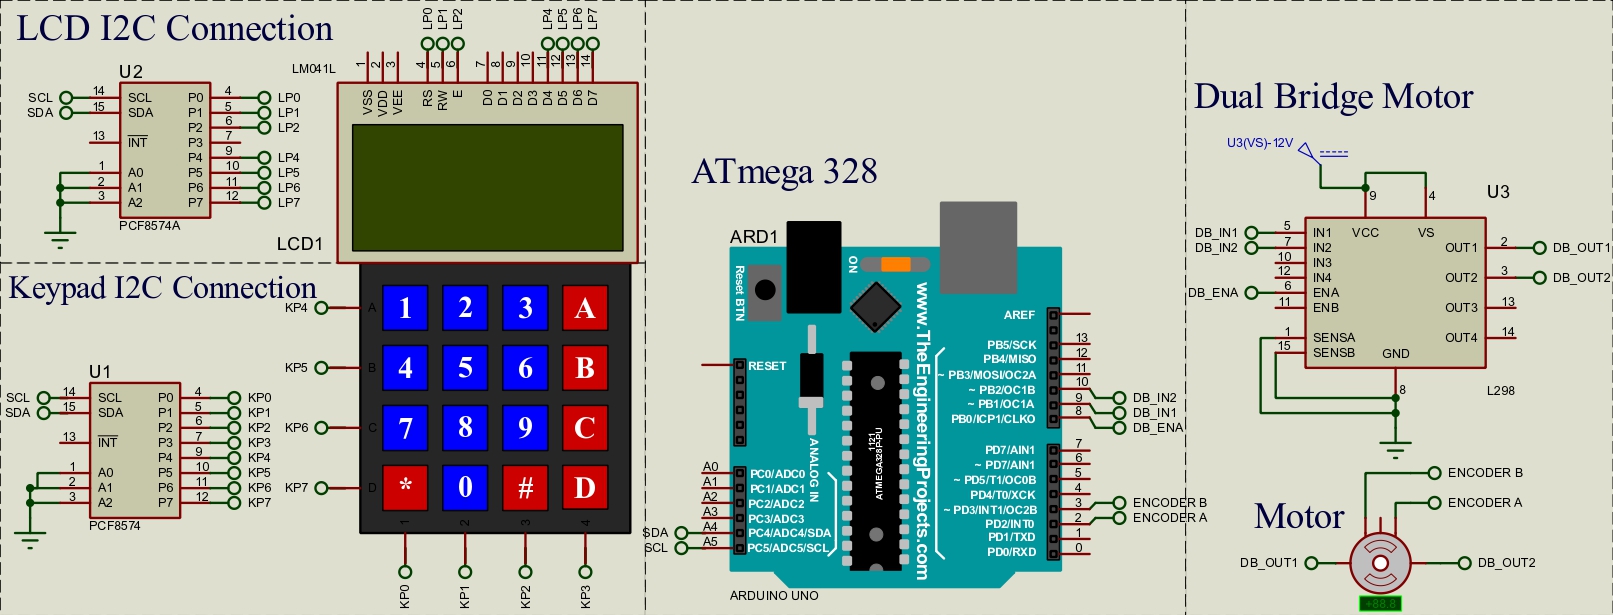 LCD I2C Connection
U2
SCL 14 SCL P0 4 LP0
SDA 15 SDA P1 5 LP1
P2 6 LP2
13 INT P3 7
P4 9 LP4
1 A0 P5 10 LP5
2 A1 P6 11 LP6
3 A2 P7 12 LP7
PCF8574A
LM041L
LCD1
LP0 LP1 LP2 LP4 LP5 LP6 LP7
1 2 3 4 5 6 7 8 9 10 11 12 13 14
VSS VDD VEE RS RW E D0 D1 D2 D3 D4 D5 D6 D7
Keypad I2C Connection
U1
SCL 14 SCL P0 4 KP0
SDA 15 SDA P1 5 KP1
P2 6 KP2
13 INT P3 7 KP3
P4 9 KP4
1 A0 P5 10 KP5
2 A1 P6 11 KP6
3 A2 P7 12 KP7
PCF8574
KP4 A 1 2 3 A
KP5 B 4 5 6 B
KP6 C 7 8 9 C
KP7 D * 0 # D
1 2 3 4
KP0 KP1 KP2 KP3
ATmega 328
ARD1
Reset BTN
ON
www.TheEngineeringProjects.com
ANALOG IN
ATMEGA328P-PU
1121
RESET
A0 PC0/ADC0
A1 PC1/ADC1
A2 PC2/ADC2
A3 PC3/ADC3
SDA A4 PC4/ADC4/SDA
SCL A5 PC5/ADC5/SCL
AREF
PB5/SCK 13
PB4/MISO 12
~ PB3/MOSI/OC2A 11
~ PB2/OC1B 10 DB_IN2
~ PB1/OC1A 9 DB_IN1
PB0/ICP1/CLKO 8 DB_ENA
PD7/AIN1 7
~ PD7/AIN1 6
~ PD5/T1/OC0B 5
PD4/T0/XCK 4
~ PD3/INT1/OC2B 3 ENCODER B
PD2/INT0 2 ENCODER A
PD1/TXD 1
PD0/RXD 0
ARDUINO UNO
Dual Bridge Motor
U3(VS)-12V
9 4
U3
VCC VS
DB_IN1 5 IN1
DB_IN2 7 IN2 OUT1 2 DB_OUT1
10 IN3
12 IN4 OUT2 3 DB_OUT2
DB_ENA 6 ENA
11 ENB OUT3 13
1 SENSA OUT4 14
15 SENSB
GND
8
L298
ENCODER B
ENCODER A
Motor
DB_OUT1 DB_OUT2
+88.8